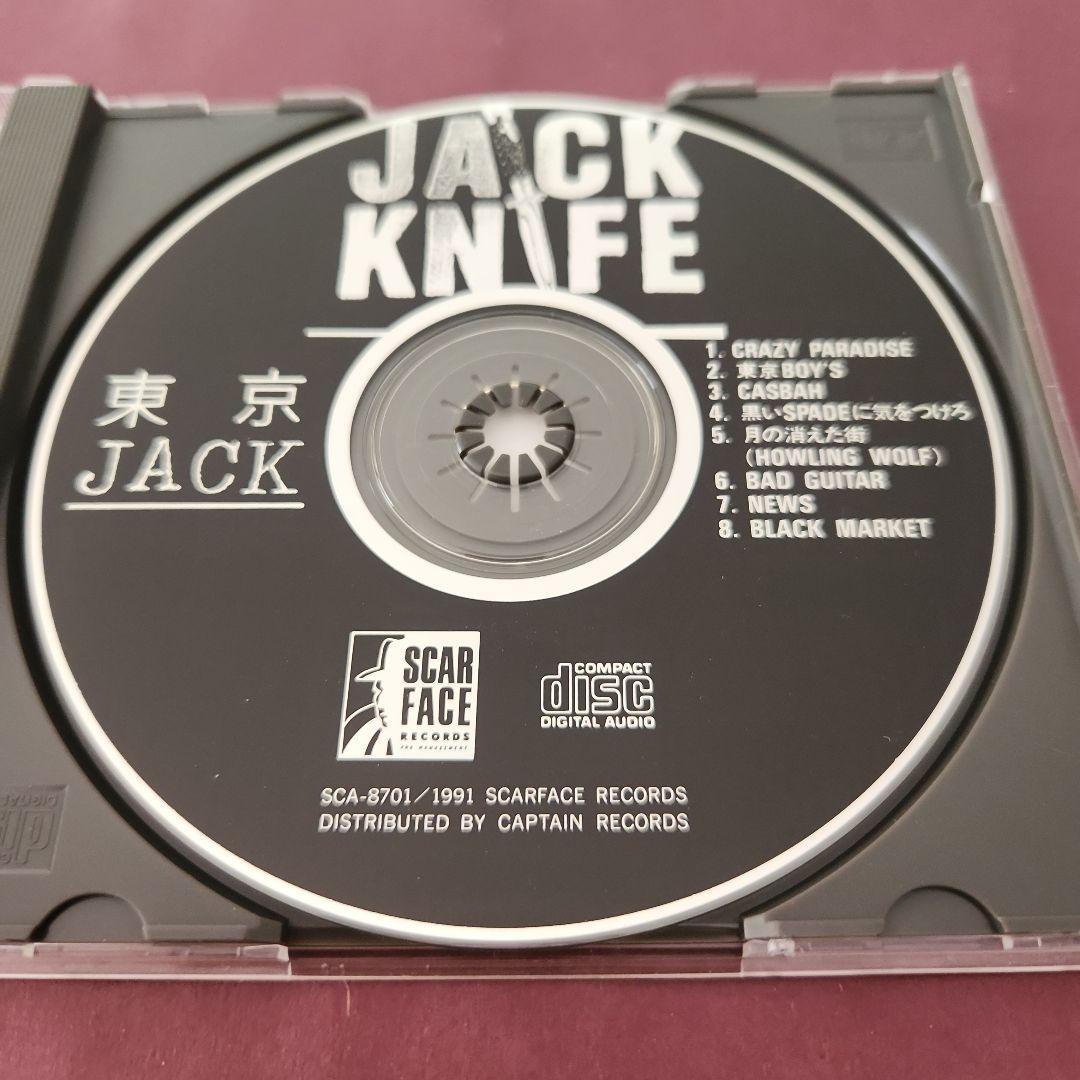 JACK
KNIFE
東京
JACK
1. CRAZY PARADISE
2. 東京BOY'S
3. CASBAH
4. 黒いSPADEに気をつけろ
5. 月の消えた街
(HOWLING WOLF)
6. BAD GUITAR
7. NEWS
8. BLACK MARKET
SCAR
FACE
RECORDS
COMPACT
disc
DIGITAL AUDIO
SCA-8701/1991 SCARFACE RECORDS
DISTRIBUTED BY CAPTAIN RECORDS